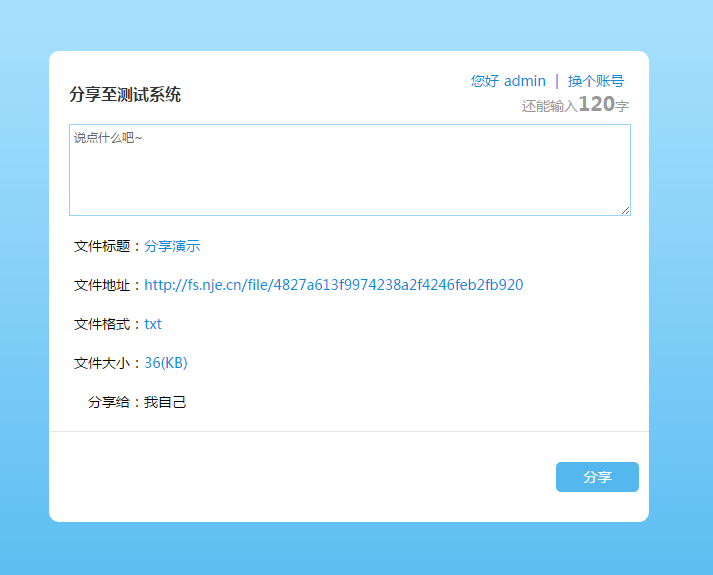 分享至测试系统
您好 admin | 换个账号
还能输入120字
说点什么吧~
文件标题：分享演示
文件地址：http://fs.nje.cn/file/4827a613f9974238a2f4246feb2fb920
文件格式：txt
文件大小：36(KB)
分享给：我自己
分享